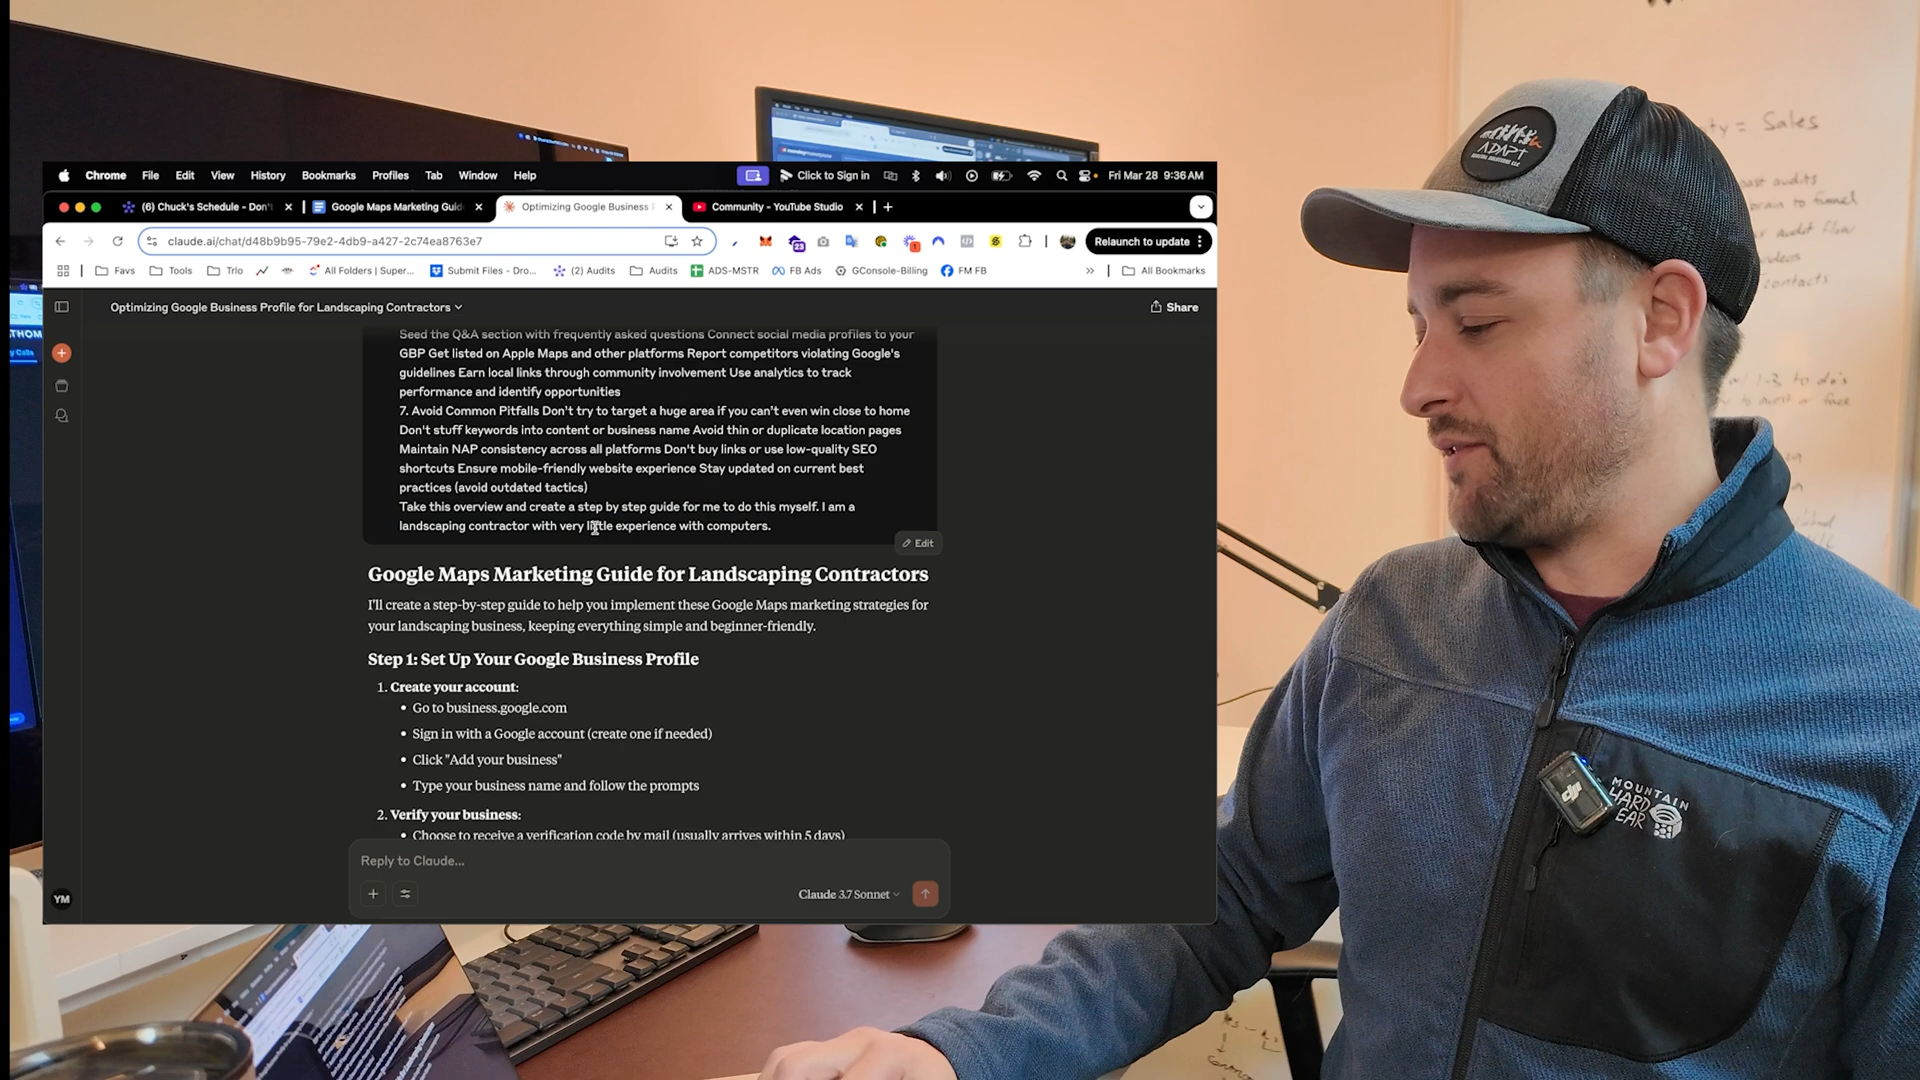 Chrome File Edit View History Bookmarks Profiles Tab Window Help Click to Sign in Fri Mar 28 9:36 AM
(6) Chuck's Schedule - Don'
Google Maps Marketing Guid
Optimizing Google Business P
Community - YouTube Studio
claude.ai/chat/d48b9b95-79e2-4db9-a427-2c74ea8763e7
23
1
Relaunch to update
Favs Tools Trlo All Folders | Super... Submit Files - Dro... (2) Audits Audits ADS-MSTR FB Ads GConsole-Billing FM FB » All Bookmarks
Optimizing Google Business Profile for Landscaping Contractors
Share
Seed the Q&A section with frequently asked questions Connect social media profiles to your
GBP Get listed on Apple Maps and other platforms Report competitors violating Google's
guidelines Earn local links through community involvement Use analytics to track
performance and identify opportunities
7. Avoid Common Pitfalls Don't try to target a huge area if you can't even win close to home
Don't stuff keywords into content or business name Avoid thin or duplicate location pages
Maintain NAP consistency across all platforms Don't buy links or use low-quality SEO
shortcuts Ensure mobile-friendly website experience Stay updated on current best
practices (avoid outdated tactics)
Take this overview and create a step by step guide for me to do this myself. I am a
landscaping contractor with very little experience with computers.
Edit
Google Maps Marketing Guide for Landscaping Contractors
I'll create a step-by-step guide to help you implement these Google Maps marketing strategies for
your landscaping business, keeping everything simple and beginner-friendly.
Step 1: Set Up Your Google Business Profile
1. Create your account:
• Go to business.google.com
• Sign in with a Google account (create one if needed)
• Click "Add your business"
• Type your business name and follow the prompts
2. Verify your business:
• Choose to receive a verification code by mail (usually arrives within 5 days)
Reply to Claude...
Claude 3.7 Sonnet
YM
ADAPT
MOUNTAIN
HARD
WEAR
dji
= Sales
audits
to funnel
audit flow
contacts
to do's